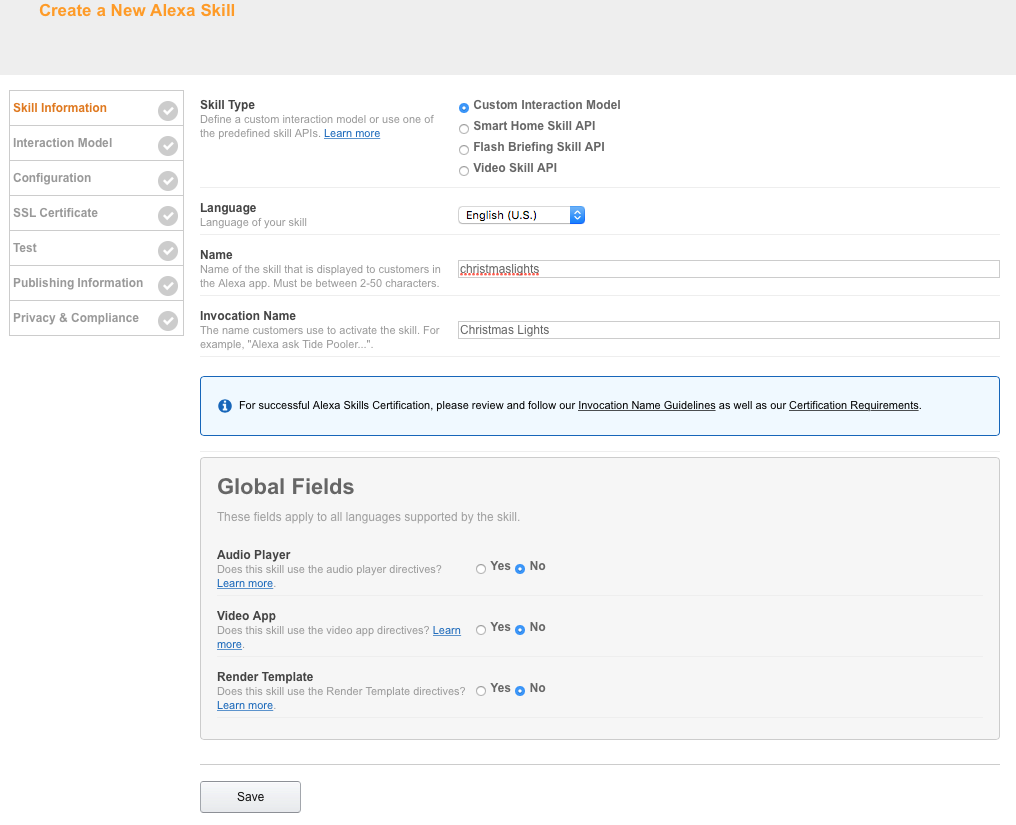 Create a New Alexa Skill
Skill Information
Interaction Model
Configuration
SSL Certificate
Test
Publishing Information
Privacy & Compliance
Skill Type
Define a custom interaction model or use one of
the predefined skill APIs. Learn more
Custom Interaction Model
Smart Home Skill API
Flash Briefing Skill API
Video Skill API
Language
Language of your skill
English (U.S.)
Name
Name of the skill that is displayed to customers in
the Alexa app. Must be between 2-50 characters.
christmaslights
Invocation Name
The name customers use to activate the skill. For
example, "Alexa ask Tide Pooler...".
Christmas Lights
For successful Alexa Skills Certification, please review and follow our Invocation Name Guidelines as well as our Certification Requirements.
Global Fields
These fields apply to all languages supported by the skill.
Audio Player
Does this skill use the audio player directives?
Learn more.
Yes No
Video App
Does this skill use the video app directives? Learn
more.
Yes No
Render Template
Does this skill use the Render Template directives?
Learn more.
Yes No
Save